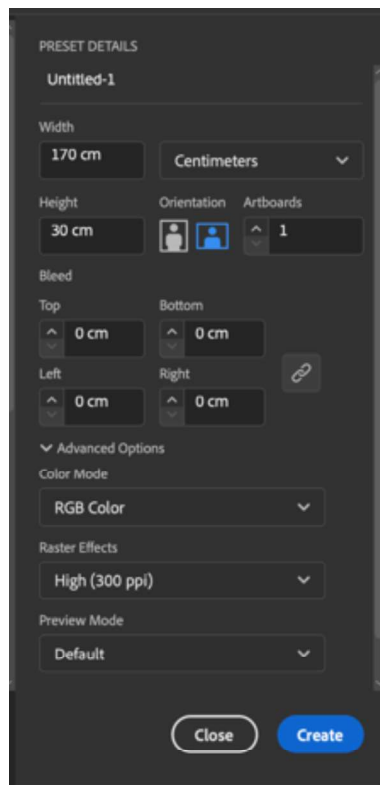 PRESET DETAILS
Untitled-1
Width
170 cm Centimeters
Height Orientation Artboards
30 cm 1
Bleed
Top Bottom
0 cm 0 cm
Left Right
0 cm 0 cm
Advanced Options
Color Mode
RGB Color
Raster Effects
High (300 ppi)
Preview Mode
Default
Close Create